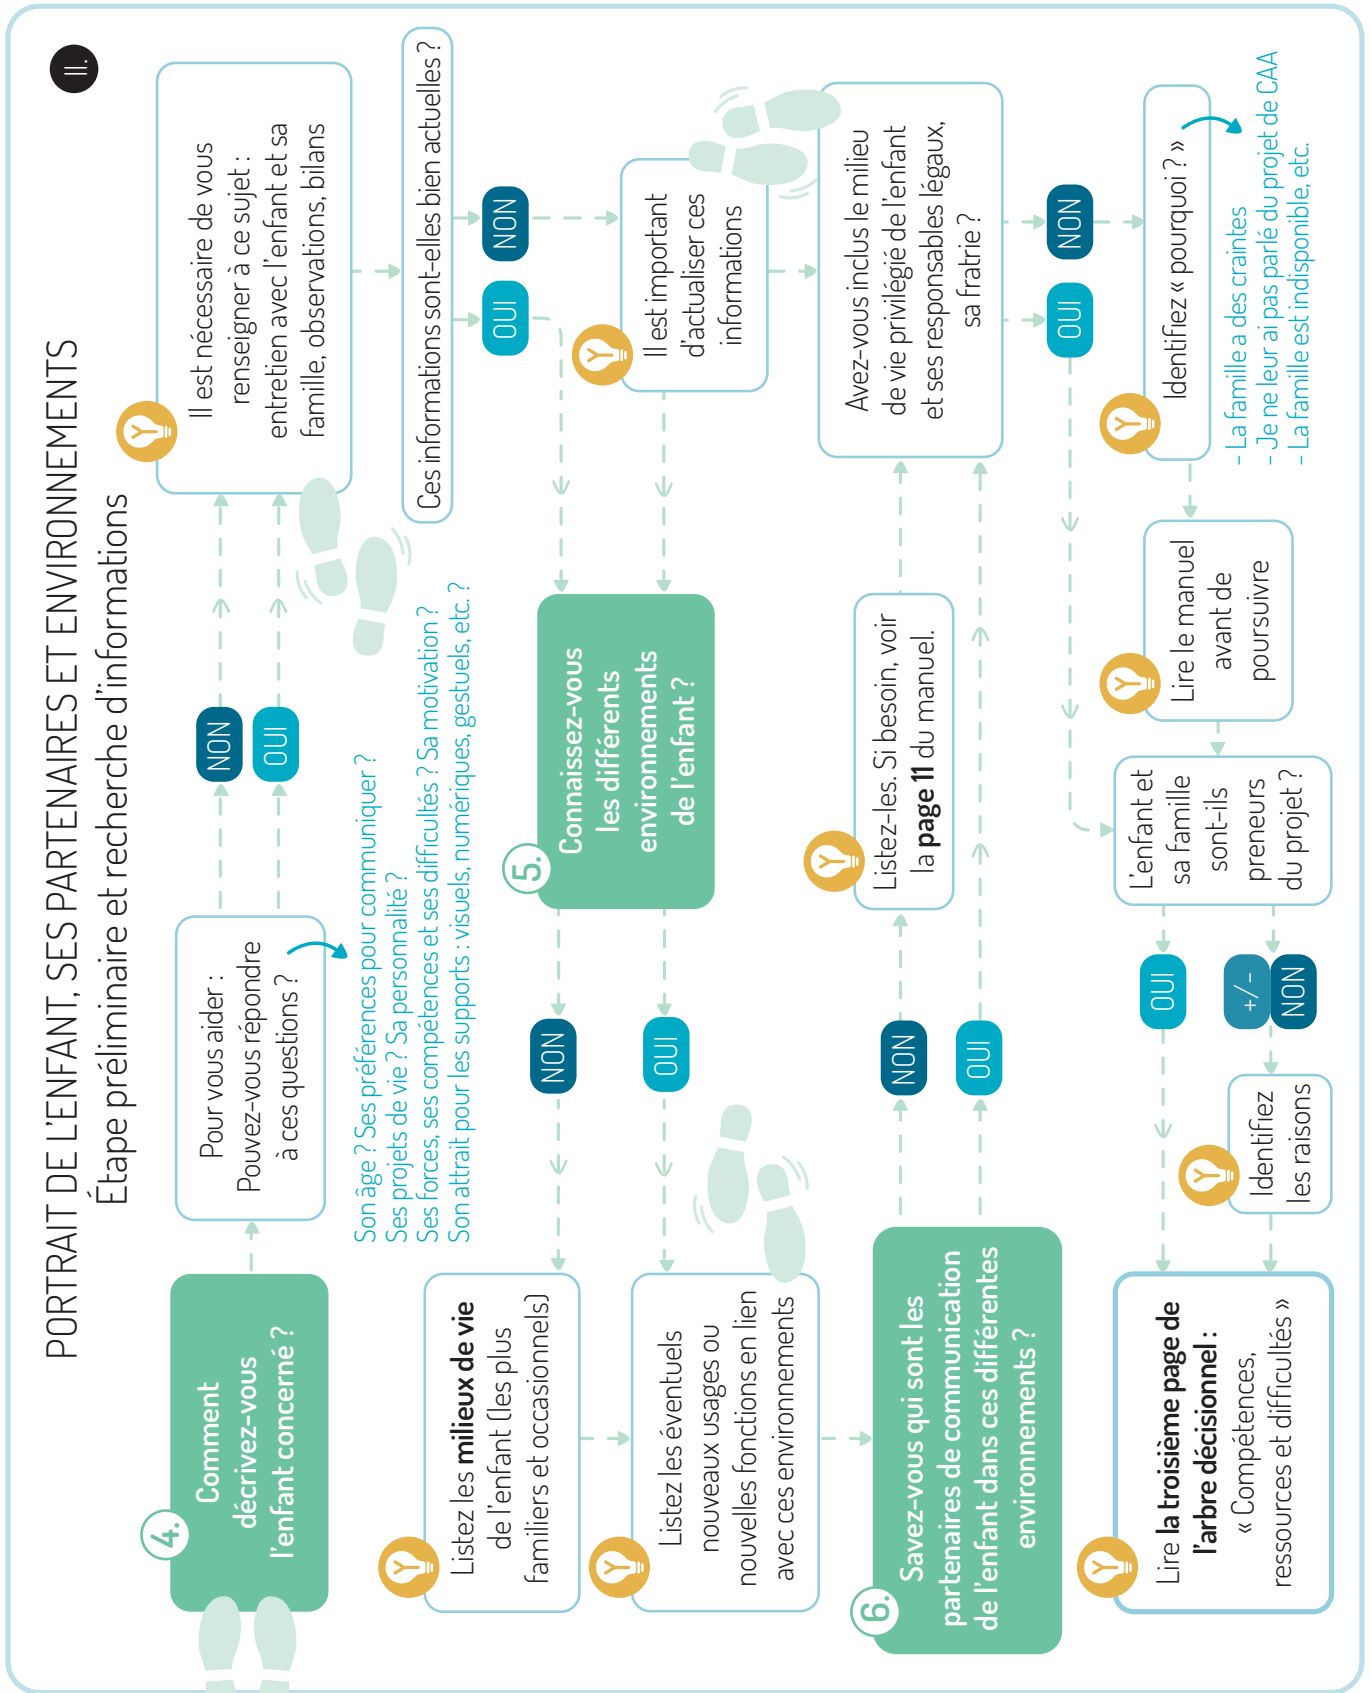 PORTRAIT DE L'ENFANT, SES PARTENAIRES ET ENVIRONNEMENTS
Étape préliminaire et recherche d'informations
II.
4.
Comment
décrivez-vous
l'enfant concerné ?
Pour vous aider :
Pouvez-vous répondre
à ces questions ?
Son âge ? Ses préférences pour communiquer ?
Ses projets de vie ? Sa personnalité ?
Ses forces, ses compétences et ses difficultés ? Sa motivation ?
Son attrait pour les supports : visuels, numériques, gestuels, etc. ?
NON
OUI
Il est nécessaire de vous
renseigner à ce sujet :
entretien avec l'enfant et sa
famille, observations, bilans
Ces informations sont-elles bien actuelles ?
OUI
NON
Il est important
d'actualiser ces
informations
5.
Connaissez-vous
les différents
environnements
de l'enfant ?
NON
OUI
Listez les milieux de vie
de l'enfant (les plus
familiers et occasionnels)
Listez les éventuels
nouveaux usages ou
nouvelles fonctions en lien
avec ces environnements
6.
Savez-vous qui sont les
partenaires de communication
de l'enfant dans ces différentes
environnements ?
NON
OUI
Listez-les. Si besoin, voir
la page 11 du manuel.
Avez-vous inclus le milieu
de vie privilégié de l'enfant
et ses responsables légaux,
sa fratrie ?
OUI
NON
Identifiez « pourquoi ? »
- La famille a des craintes
- Je ne leur ai pas parlé du projet de CAA
- La famille est indisponible, etc.
Lire le manuel
avant de
poursuivre
L'enfant et
sa famille
sont-ils
preneurs
du projet ?
OUI
+/-
NON
Identifiez
les raisons
Lire la troisième page de
l'arbre décisionnel :
« Compétences,
ressources et difficultés »